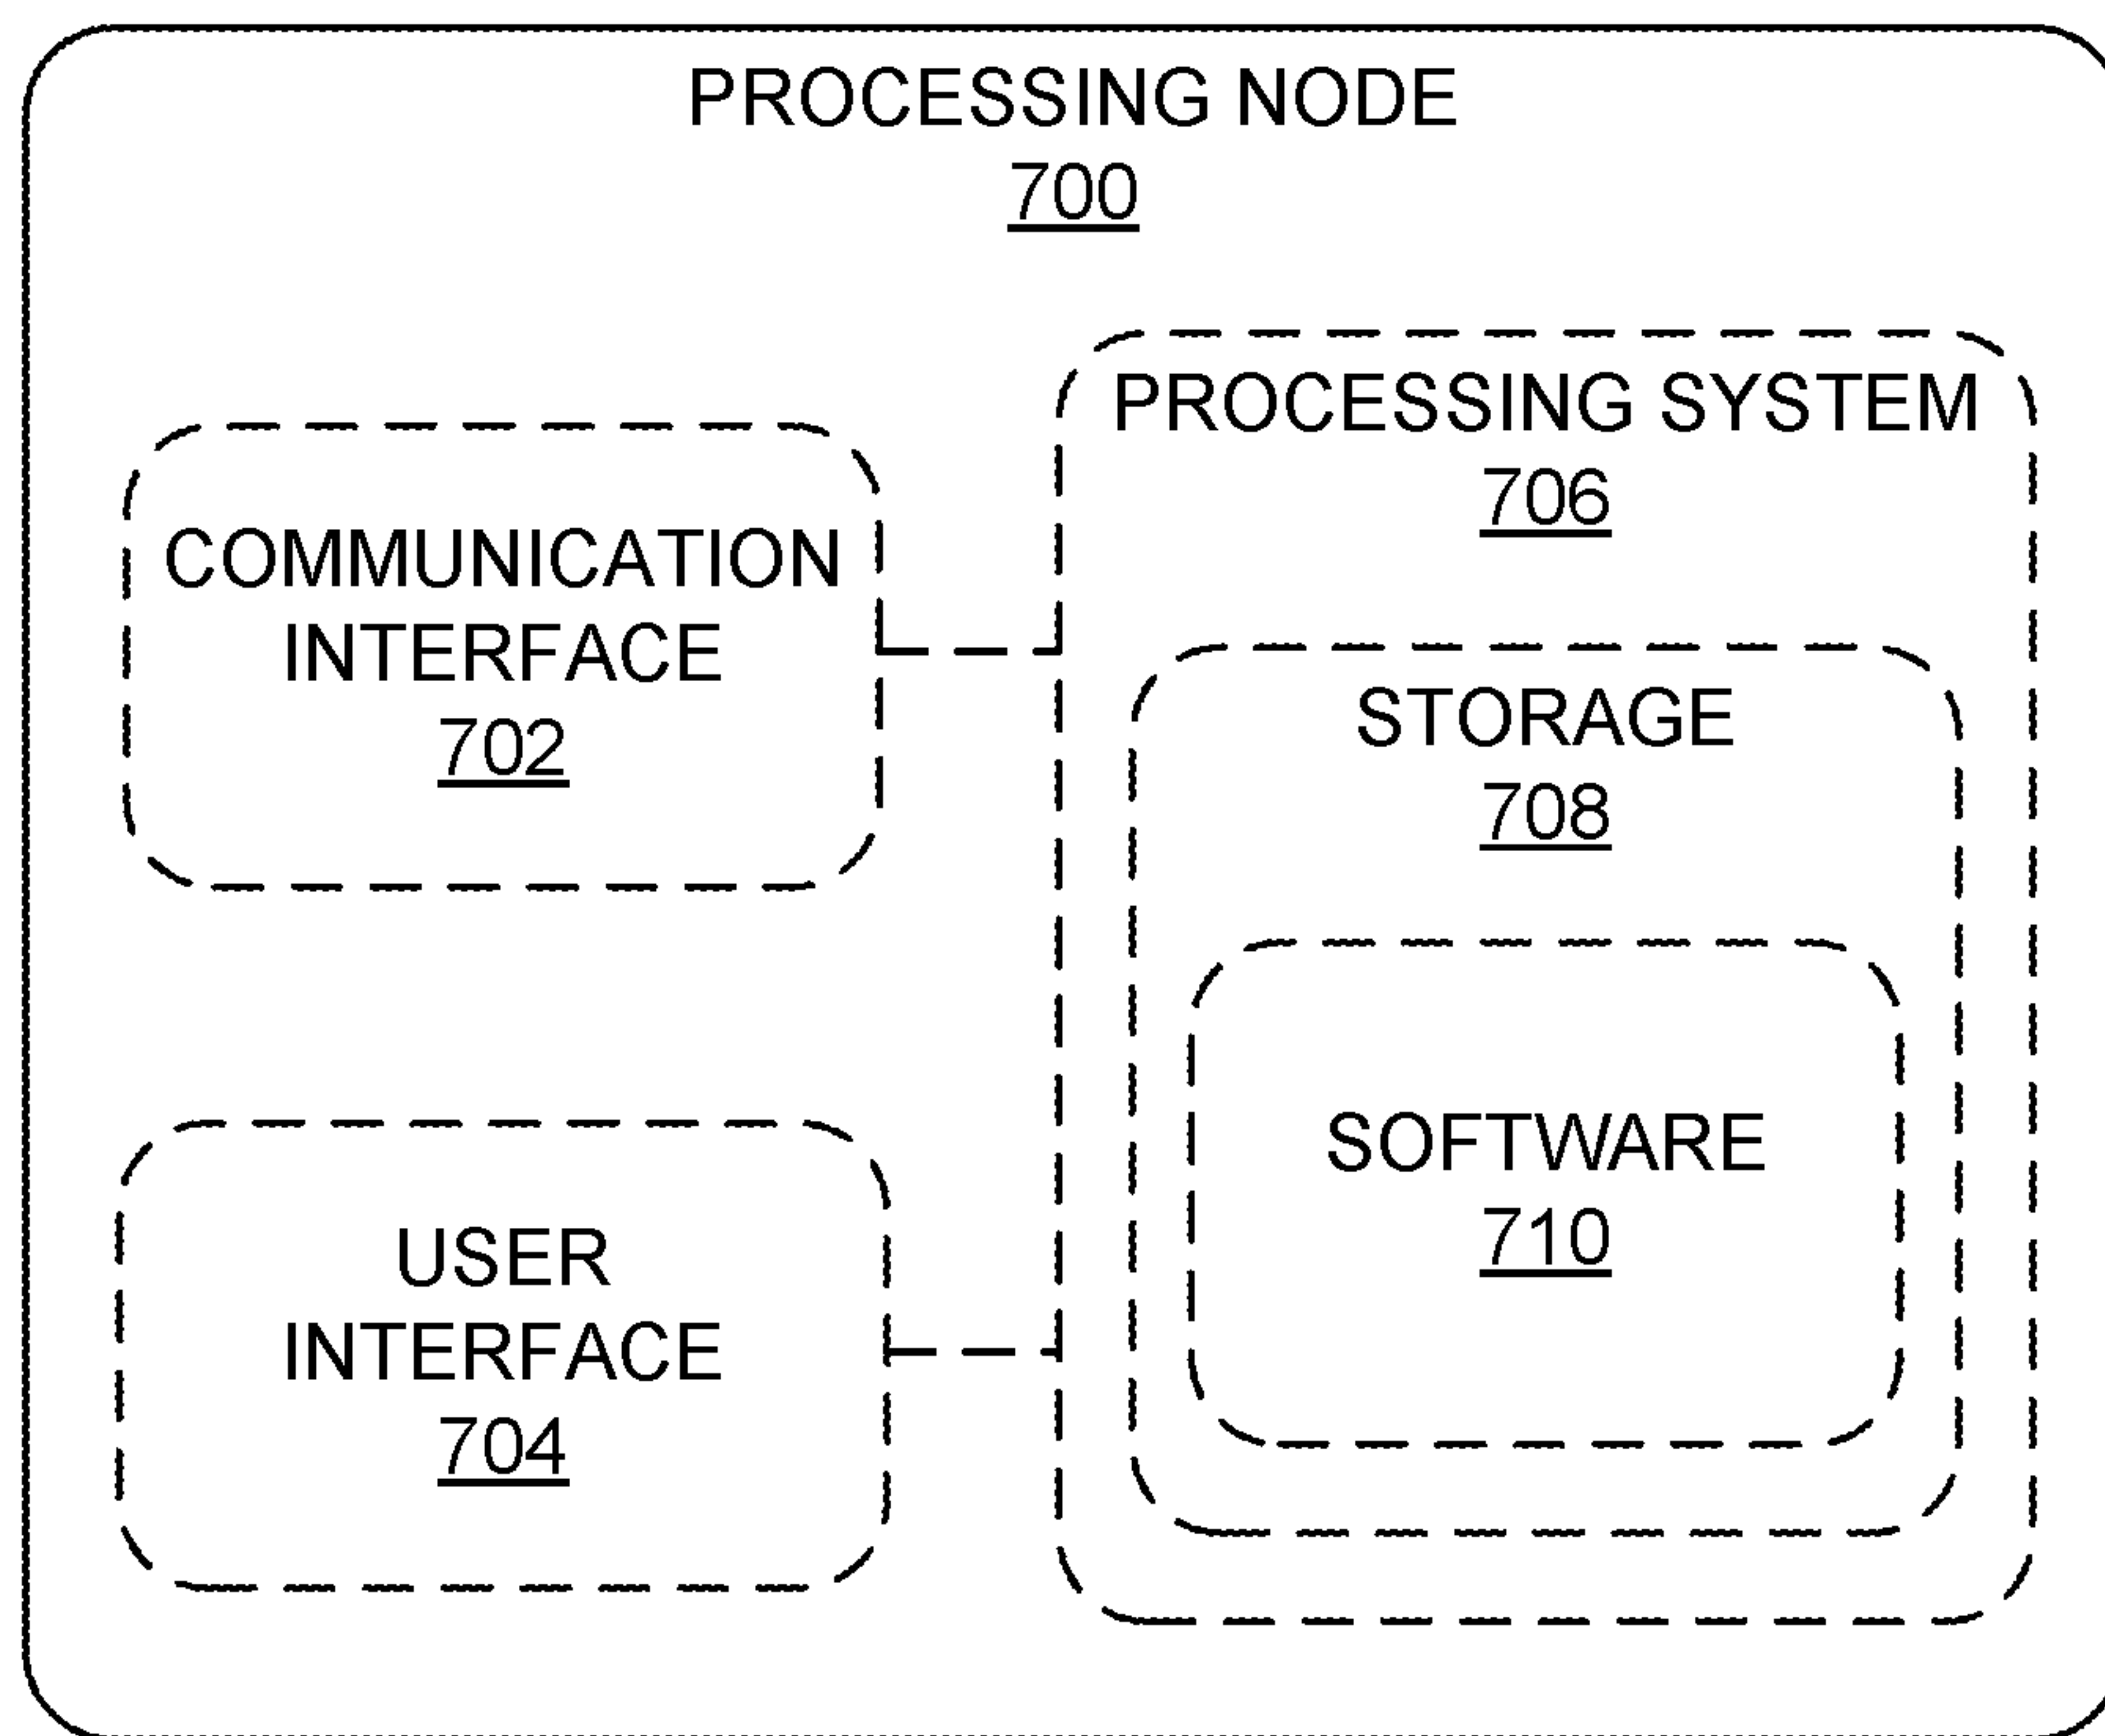 PROCESSING NODE
700
COMMUNICATION
INTERFACE
702
USER
INTERFACE
704
PROCESSING SYSTEM
706
STORAGE
708
SOFTWARE
710